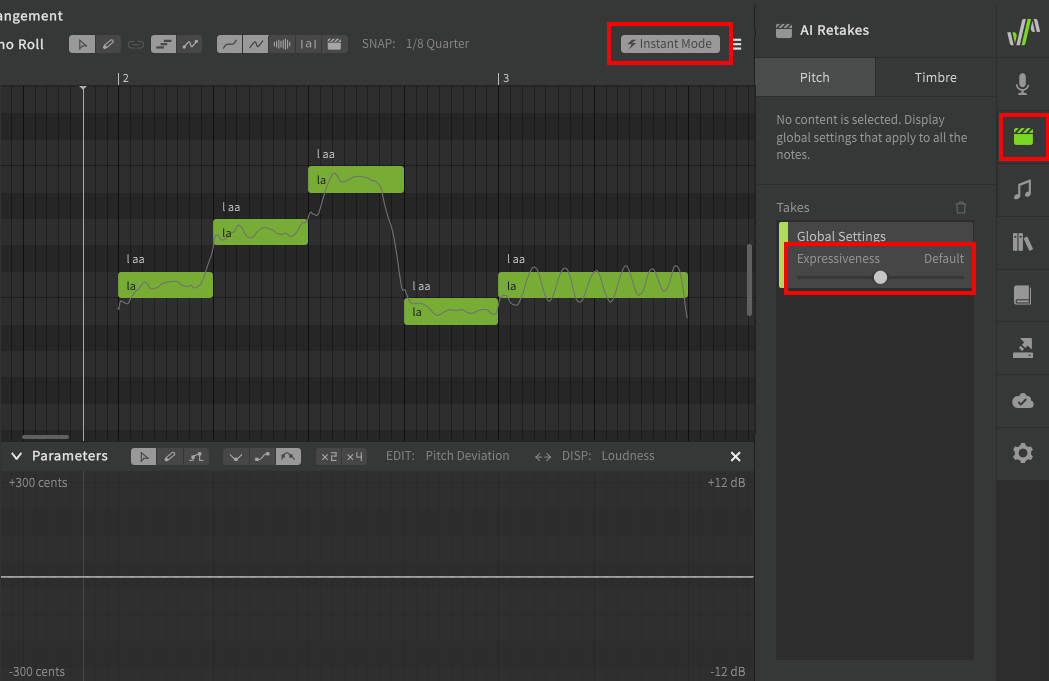 angement
no Roll
SNAP: 1/8 Quarter
Instant Mode
AI Retakes
Pitch
Timbre
No content is selected. Display
global settings that apply to all the
notes.
Takes
Global Settings
Expressiveness Default
2
3
l aa
la
l aa
la
l aa
la
l aa
la
l aa
la
Parameters
×2 ×4
EDIT: Pitch Deviation
DISP: Loudness
+300 cents
+12 dB
-300 cents
-12 dB